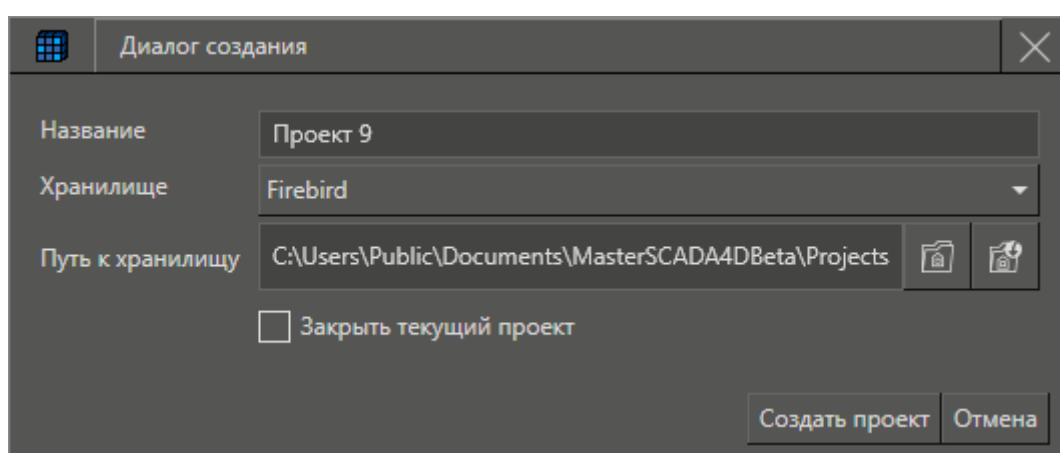 Диалог создания
Название
Проект 9
Хранилище
Firebird
Путь к хранилищу
C:\Users\Public\Documents\MasterSCADA4DBeta\Projects
Закрыть текущий проект
Создать проект
Отмена